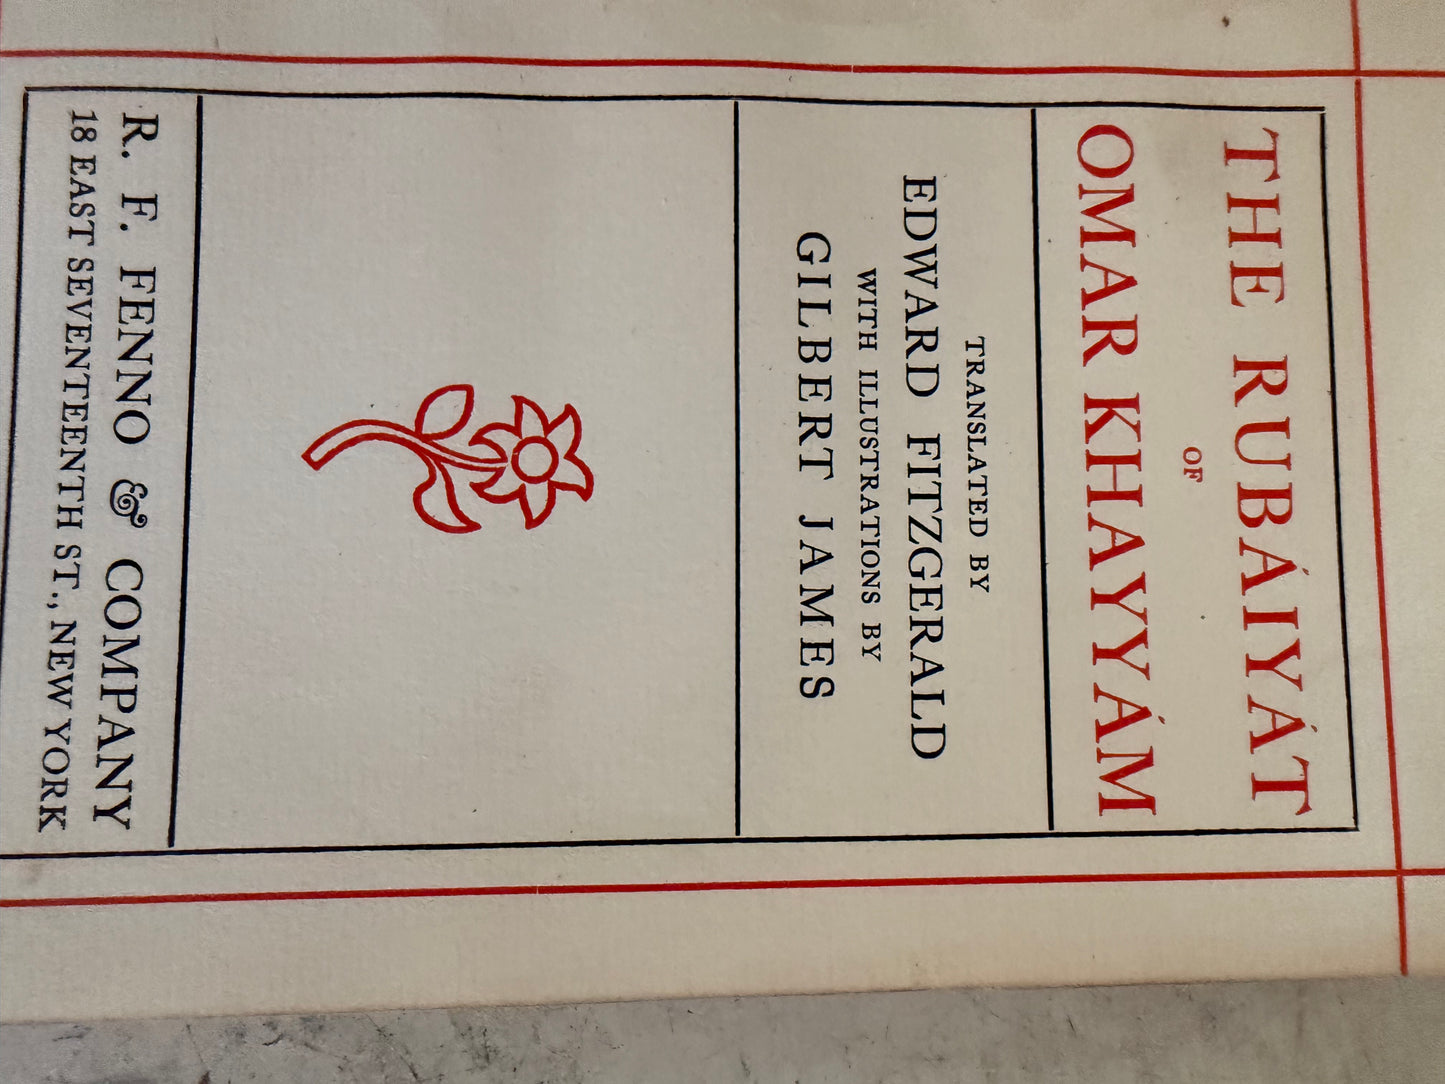 THE RUBÁIYÁT
OF
OMAR KHAYYÁM
TRANSLATED BY
EDWARD FITZGERALD
WITH ILLUSTRATIONS BY
GILBERT JAMES
R. F. FENNO & COMPANY
18 EAST SEVENTEENTH ST., NEW YORK